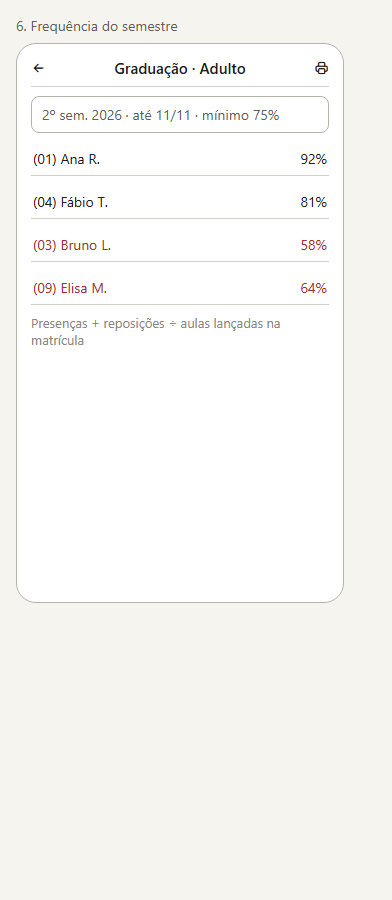 6. Frequência do semestre
← Graduação · Adulto
2º sem. 2026 · até 11/11 · mínimo 75%
(01) Ana R. 92%
(04) Fábio T. 81%
(03) Bruno L. 58%
(09) Elisa M. 64%
Presenças + reposições ÷ aulas lançadas na
matrícula